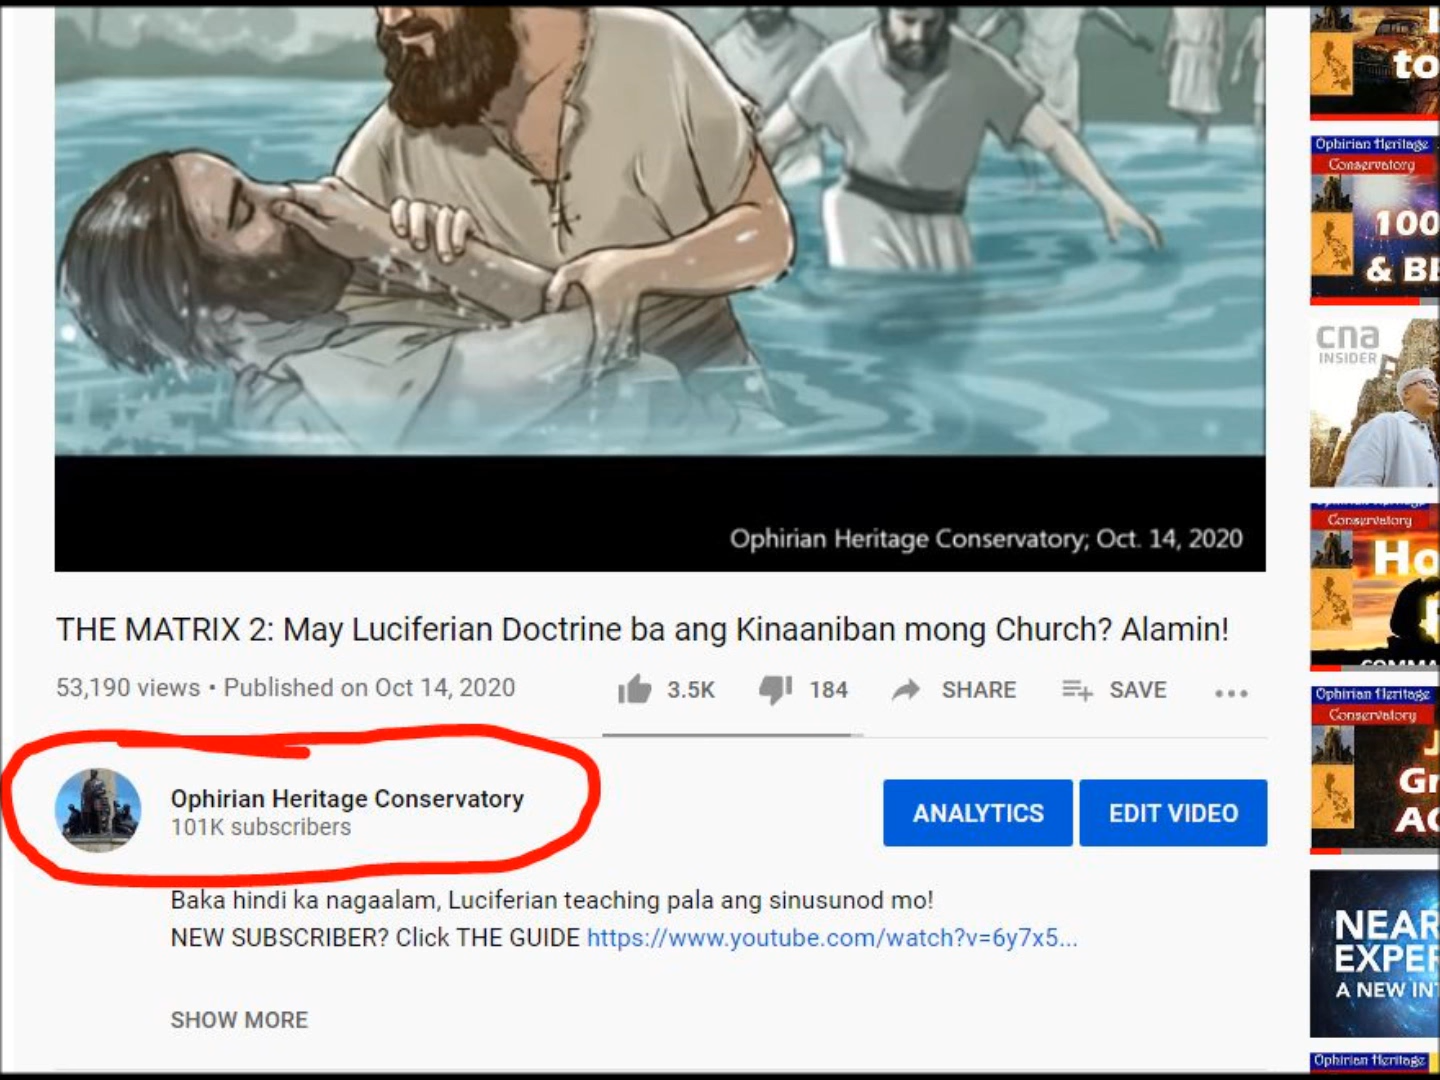 Ophirian Heritage Conservatory; Oct. 14, 2020
THE MATRIX 2: May Luciferian Doctrine ba ang Kinaaniban mong Church? Alamin!
53,190 views • Published on Oct 14, 2020
3.5K
184
SHARE
SAVE
Ophirian Heritage Conservatory
101K subscribers
ANALYTICS
EDIT VIDEO
Baka hindi ka nagaalam, Luciferian teaching pala ang sinusunod mo!
NEW SUBSCRIBER? Click THE GUIDE https://www.youtube.com/watch?v=6y7x5...
SHOW MORE
to
Ophirian Heritage
Conservatory
100
& BE
cna
INSIDER
Conservatory
Ho
Ophirian Heritage
Conservatory
Gr
AC
NEAR
EXPER
A NEW IN
Ophirian Heritage